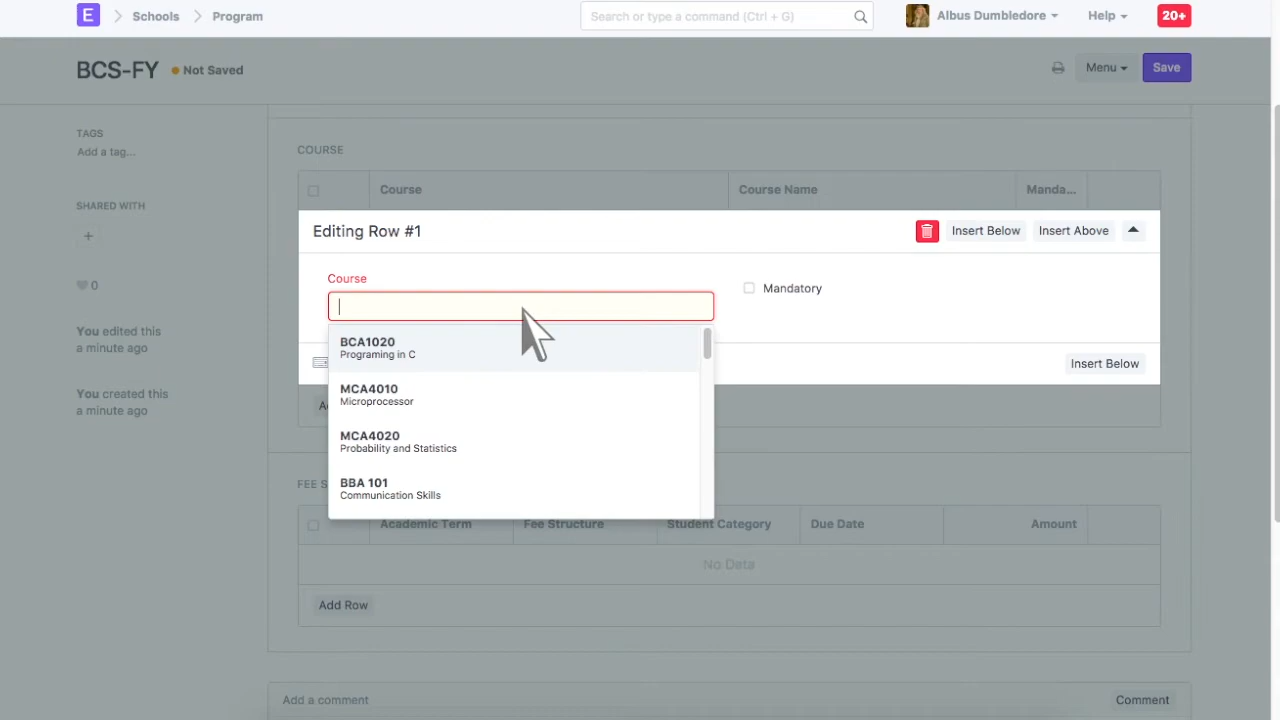 E Schools Program Search or type a command (Ctrl + G) Albus Dumbledore Help 20+
BCS-FY Not Saved Menu Save
TAGS
Add a tag...
SHARED WITH
+
0
You edited this
a minute ago
You created this
a minute ago
COURSE
Course Course Name Manda...
Editing Row #1 Insert Below Insert Above
Course
Mandatory
BCA1020
Programing in C
MCA4010
Microprocessor
MCA4020
Probability and Statistics
BBA 101
Communication Skills
Insert Below
FEE S
Academic Term Fee Structure Student Category Due Date Amount
No Data
Add Row
Add a comment Comment